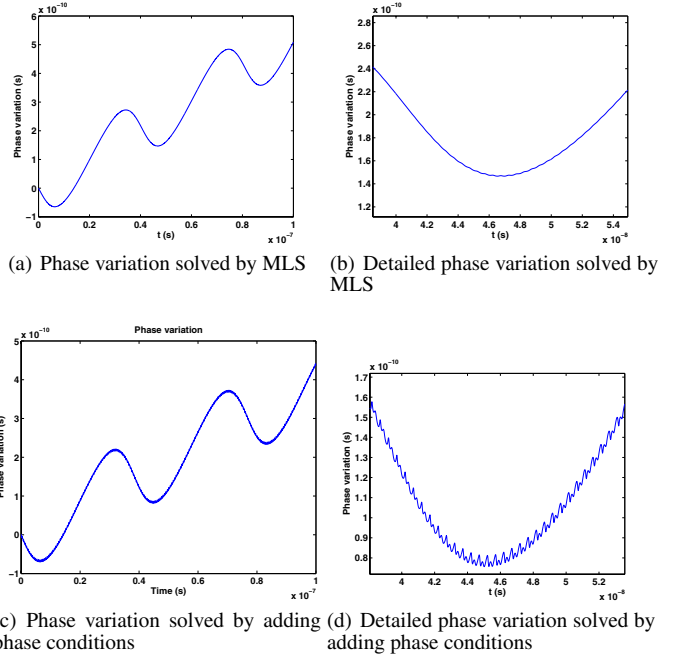 x 10⁻¹⁰
6
5
4
3
2
1
0
−1
Phase variation (s)
0
0.2
0.4
0.6
0.8
1
t (s)
x 10⁻⁷
(a) Phase variation solved by MLS
x 10⁻¹⁰
2.8
2.6
2.4
2.2
2
1.8
1.6
1.4
1.2
Phase variation (s)
4
4.2
4.4
4.6
4.8
5
5.2
5.4
t (s)
x 10⁻⁸
(b) Detailed phase variation solved by
MLS
Phase variation
x 10⁻¹⁰
5
4
3
2
1
0
−1
Phase variation (s)
0
0.2
0.4
0.6
0.8
1
Time (s)
x 10⁻⁷
c) Phase variation solved by adding
phase conditions
x 10⁻¹⁰
1.7
1.6
1.5
1.4
1.3
1.2
1.1
1
0.9
0.8
Phase variation (s)
4
4.2
4.4
4.6
4.8
5
5.2
t (s)
x 10⁻⁸
(d) Detailed phase variation solved by
adding phase conditions